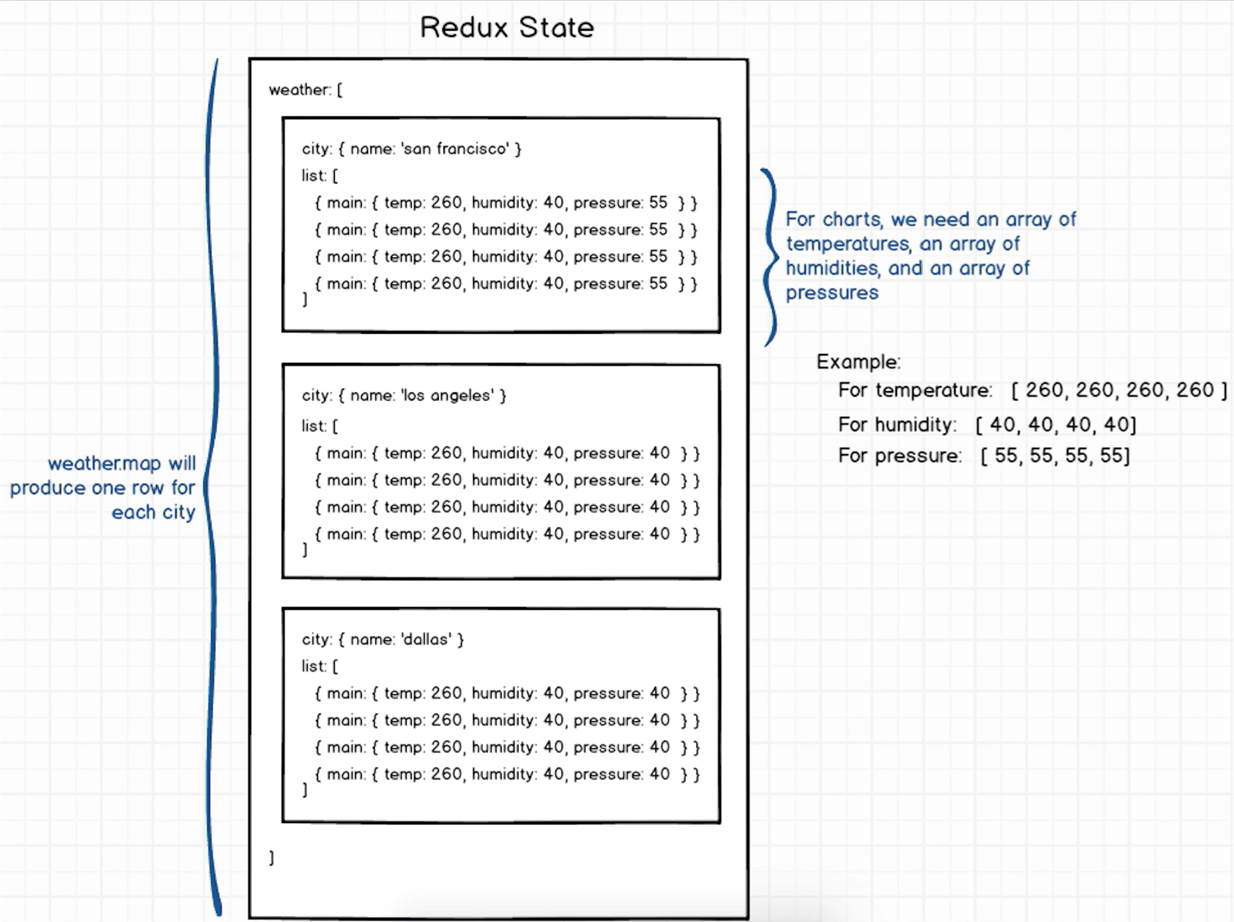 Redux State
weather: [
city: { name: 'san francisco' }
list: [
{ main: { temp: 260, humidity: 40, pressure: 55 } }
{ main: { temp: 260, humidity: 40, pressure: 55 } }
{ main: { temp: 260, humidity: 40, pressure: 55 } }
{ main: { temp: 260, humidity: 40, pressure: 55 } }
]
city: { name: 'los angeles' }
list: [
{ main: { temp: 260, humidity: 40, pressure: 40 } }
{ main: { temp: 260, humidity: 40, pressure: 40 } }
{ main: { temp: 260, humidity: 40, pressure: 40 } }
{ main: { temp: 260, humidity: 40, pressure: 40 } }
]
city: { name: 'dallas' }
list: [
{ main: { temp: 260, humidity: 40, pressure: 40 } }
{ main: { temp: 260, humidity: 40, pressure: 40 } }
{ main: { temp: 260, humidity: 40, pressure: 40 } }
{ main: { temp: 260, humidity: 40, pressure: 40 } }
]
]
weather.map will
produce one row for
each city
For charts, we need an array of
temperatures, an array of
humidities, and an array of
pressures
Example:
For temperature: [ 260, 260, 260, 260 ]
For humidity: [ 40, 40, 40, 40]
For pressure: [ 55, 55, 55, 55]